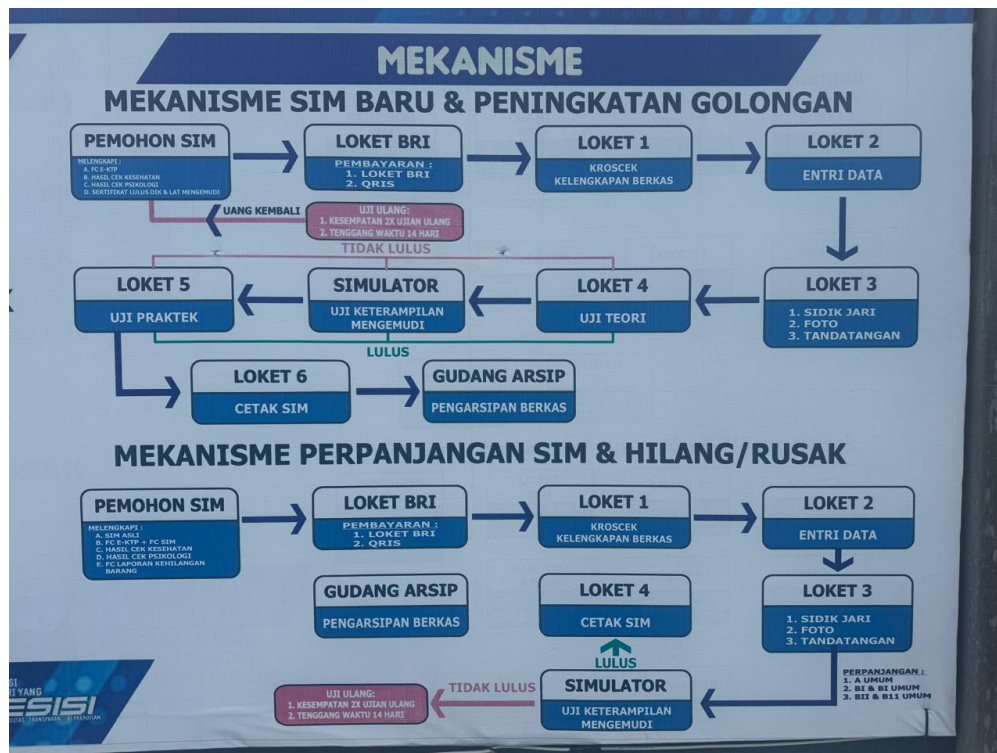 MEKANISME
MEKANISME SIM BARU & PENINGKATAN GOLONGAN
PEMOHON SIM
MELENGKAPI :
A. FC E-KTP
B. HASIL CEK KESEHATAN
C. HASIL CEK PSIKOLOGI
D. SERTIFIKAT LULUS DIK & LAT MENGEMUDI
LOKET BRI
PEMBAYARAN :
1. LOKET BRI
2. QRIS
LOKET 1
KROSCEK
KELENGKAPAN BERKAS
LOKET 2
ENTRI DATA
UANG KEMBALI
UJI ULANG:
1. KESEMPATAN 2X UJIAN ULANG
2. TENGGANG WAKTU 14 HARI
TIDAK LULUS
LOKET 5
UJI PRAKTEK
SIMULATOR
UJI KETERAMPILAN
MENGEMUDI
LOKET 4
UJI TEORI
LOKET 3
1. SIDIK JARI
2. FOTO
3. TANDATANGAN
LULUS
LOKET 6
CETAK SIM
GUDANG ARSIP
PENGARSIPAN BERKAS
MEKANISME PERPANJANGAN SIM & HILANG/RUSAK
PEMOHON SIM
MELENGKAPI :
A. SIM ASLI
B. FC E-KTP + FC SIM
C. HASIL CEK KESEHATAN
D. HASIL CEK PSIKOLOGI
E. FC LAPORAN KEHILANGAN
BARANG
LOKET BRI
PEMBAYARAN :
1. LOKET BRI
2. QRIS
LOKET 1
KROSCEK
KELENGKAPAN BERKAS
LOKET 2
ENTRI DATA
GUDANG ARSIP
PENGARSIPAN BERKAS
LOKET 4
CETAK SIM
LOKET 3
1. SIDIK JARI
2. FOTO
3. TANDATANGAN
LULUS
PERPANJANGAN :
1. A UMUM
2. BI & BI UMUM
3. BII & B11 UMUM
SIMULATOR
UJI KETERAMPILAN
MENGEMUDI
TIDAK LULUS
UJI ULANG:
1. KESEMPATAN 2X UJIAN ULANG
2. TENGGANG WAKTU 14 HARI
SI
RI YANG
ESISI
TRANSPARAN